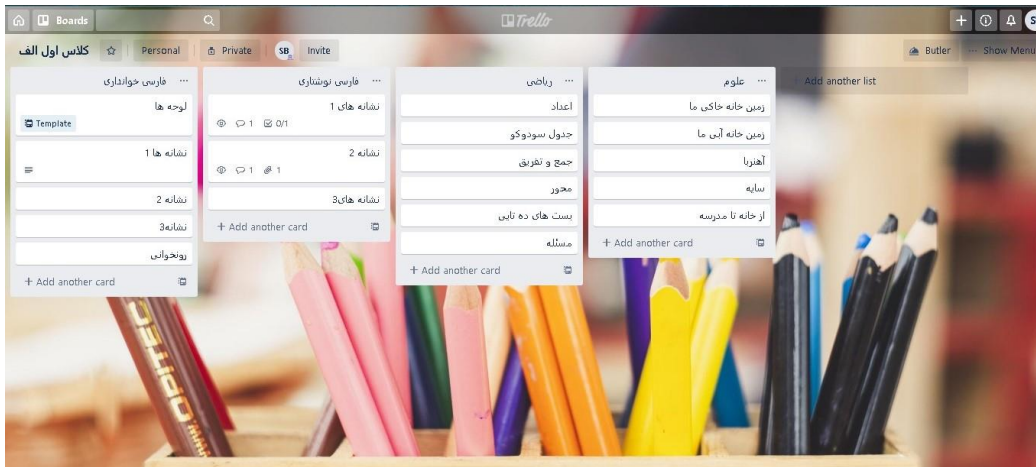 Boards
Trello
کلاس اول الف
Personal
Private
SB
Invite
Butler
... Show Menu
فارسی خوانداری ...
لوحه ها
Template
نشانه ها 1
نشانه 2
نشانه3
رونخوانی
+ Add another card
فارسی نوشتاری ...
نشانه های 1
1
0/1
نشانه 2
1
1
نشانه های3
+ Add another card
ریاضی ...
اعداد
جدول سودوکو
جمع و تفریق
محور
بست های ده تایی
مسئله
+ Add another card
علوم ...
زمین خانه خاکی ما
زمین خانه آبی ما
آهنربا
سایه
از خانه تا مدرسه
+ Add another card
Add another list